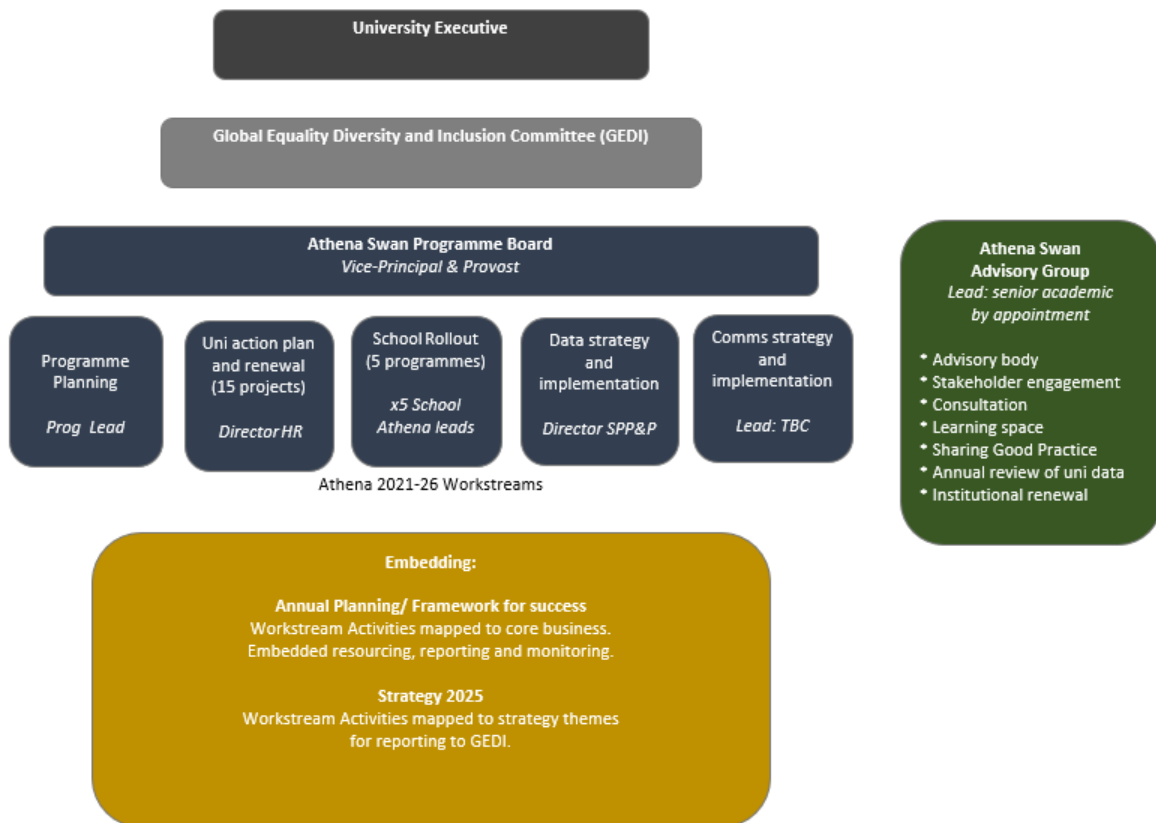 University Executive
Global Equality Diversity and Inclusion Committee (GEDI)
Athena Swan Programme Board
Vice-Principal & Provost
Programme
Planning
Prog Lead
Uni action plan
and renewal
(15 projects)
Director HR
School Rollout
(5 programmes)
x5 School
Athena leads
Data strategy
and
implementation
Director SPP&P
Comms strategy
and
implementation
Lead: TBC
Athena 2021-26 Workstreams
Athena Swan
Advisory Group
Lead: senior academic
by appointment
* Advisory body
* Stakeholder engagement
* Consultation
* Learning space
* Sharing Good Practice
* Annual review of uni data
* Institutional renewal
Embedding:
Annual Planning/ Framework for success
Workstream Activities mapped to core business.
Embedded resourcing, reporting and monitoring.
Strategy 2025
Workstream Activities mapped to strategy themes
for reporting to GEDI.